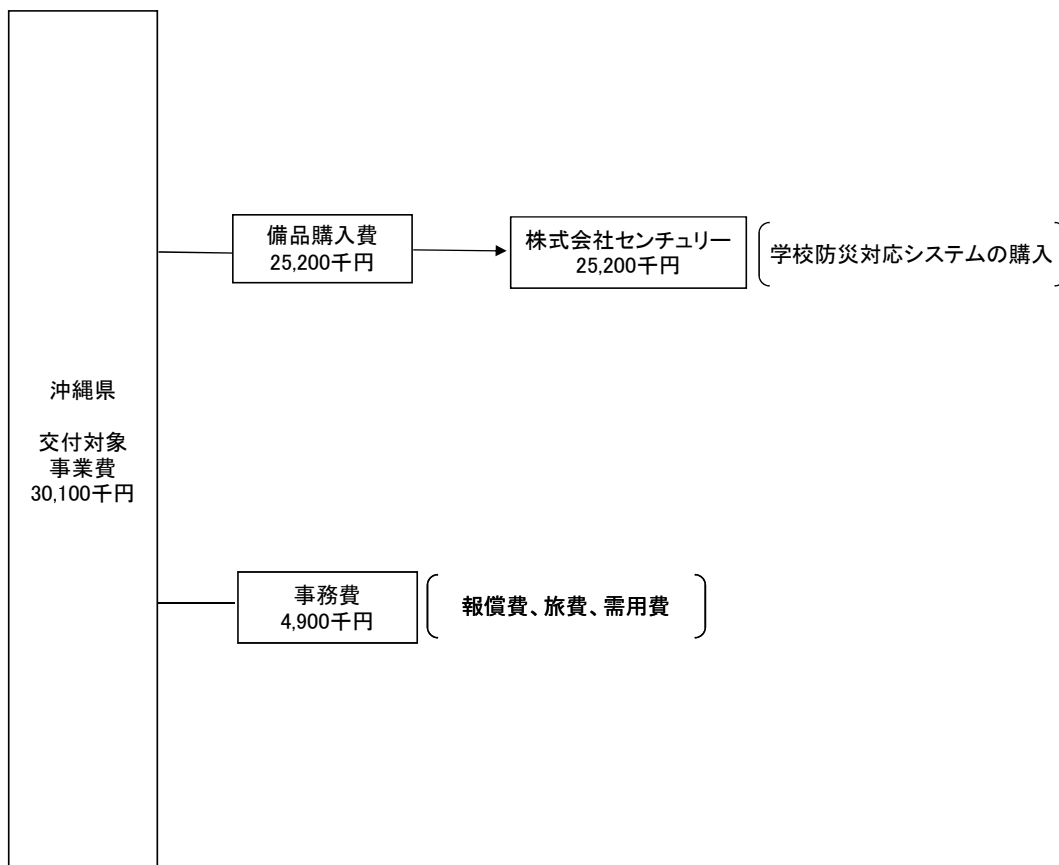 備品購入費
25,200千円
株式会社センチュリー
25,200千円
学校防災対応システムの購入
沖縄県
交付対象
事業費
30,100千円
事務費
4,900千円
報償費、旅費、需用費